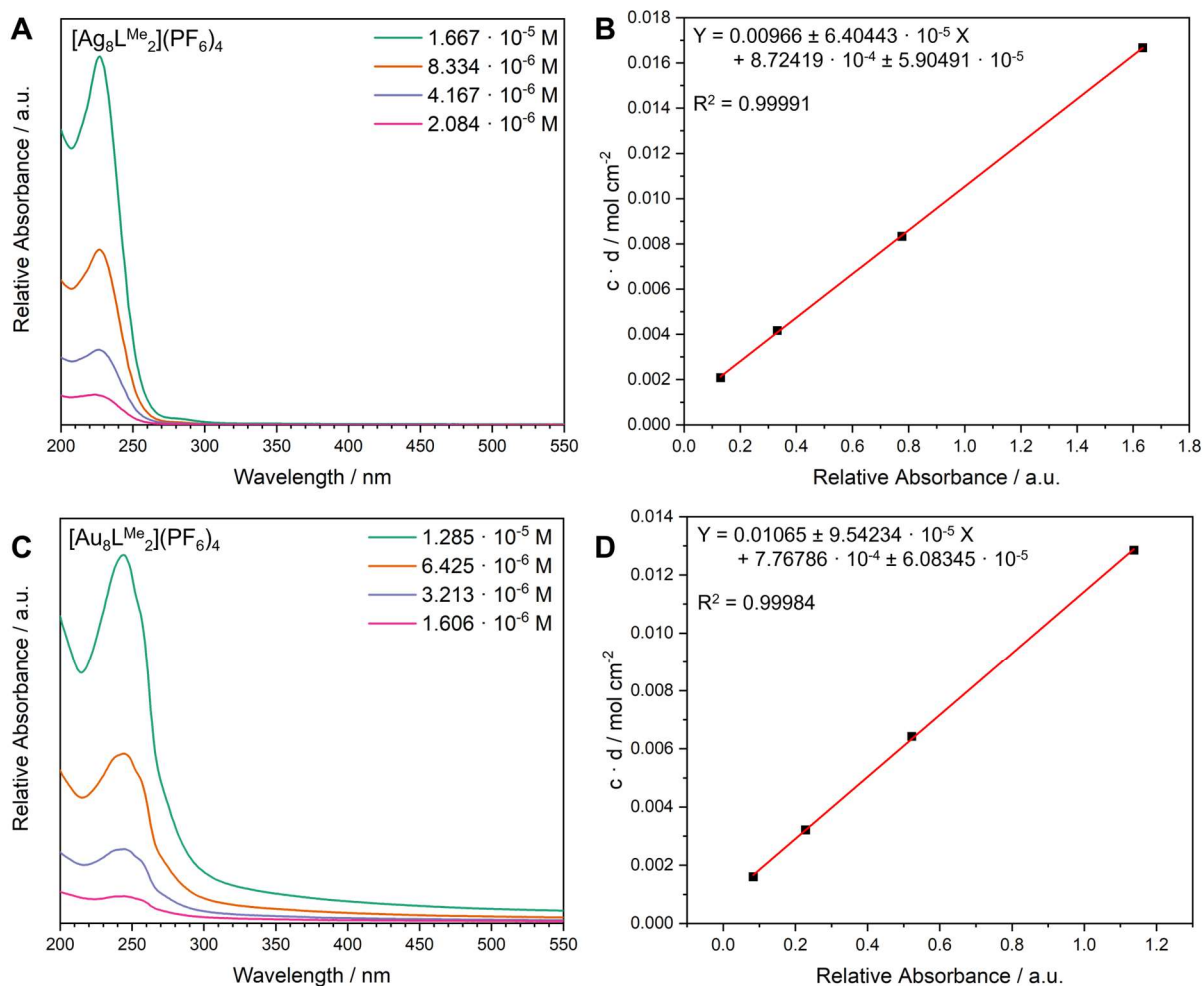 A
[Ag₈Lᴹᵉ₂](PF₆)₄
1.667 · 10⁻⁵ M
8.334 · 10⁻⁶ M
4.167 · 10⁻⁶ M
2.084 · 10⁻⁶ M
Relative Absorbance / a.u.
200 250 300 350 400 450 500 550
Wavelength / nm
B
Y = 0.00966 ± 6.40443 · 10⁻⁵ X
+ 8.72419 · 10⁻⁴ ± 5.90491 · 10⁻⁵
R² = 0.99991
c · d / mol cm⁻²
0.018
0.016
0.014
0.012
0.010
0.008
0.006
0.004
0.002
0.000
0.0 0.2 0.4 0.6 0.8 1.0 1.2 1.4 1.6 1.8
Relative Absorbance / a.u.
C
[Au₈Lᴹᵉ₂](PF₆)₄
1.285 · 10⁻⁵ M
6.425 · 10⁻⁶ M
3.213 · 10⁻⁶ M
1.606 · 10⁻⁶ M
Relative Absorbance / a.u.
200 250 300 350 400 450 500 550
Wavelength / nm
D
Y = 0.01065 ± 9.54234 · 10⁻⁵ X
+ 7.76786 · 10⁻⁴ ± 6.08345 · 10⁻⁵
R² = 0.99984
c · d / mol cm⁻²
0.014
0.012
0.010
0.008
0.006
0.004
0.002
0.000
0.0 0.2 0.4 0.6 0.8 1.0 1.2
Relative Absorbance / a.u.